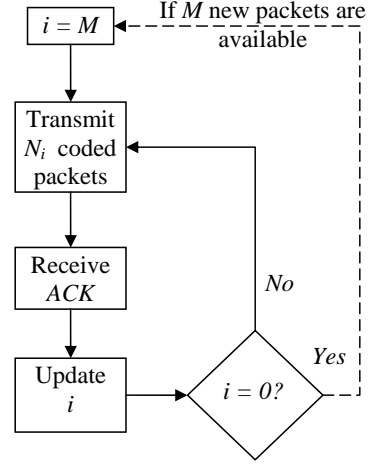 i = M
If M new packets are
available
Transmit
Nᵢ coded
packets
Receive
ACK
No
Update
i
i = 0?
Yes